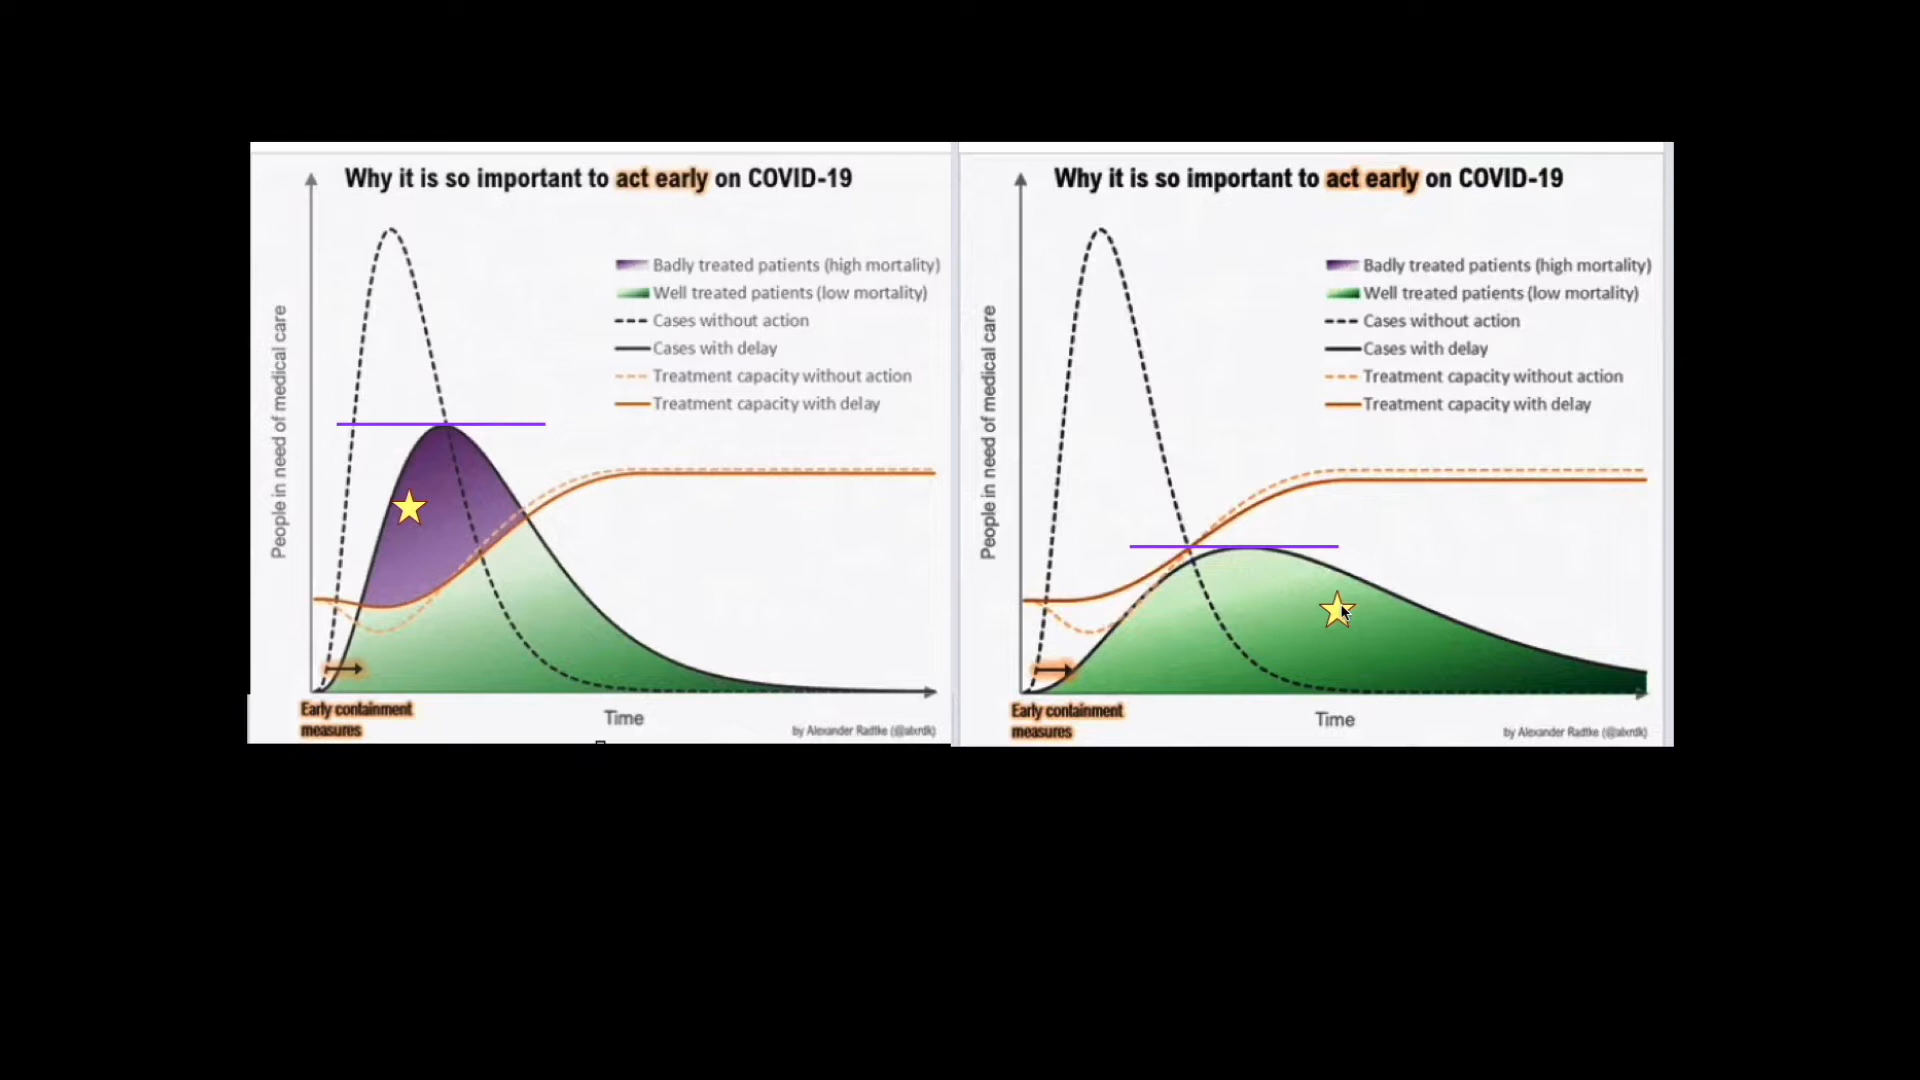 Why it is so important to act early on COVID-19
People in need of medical care
Badly treated patients (high mortality)
Well treated patients (low mortality)
Cases without action
Cases with delay
Treatment capacity without action
Treatment capacity with delay
Early containment
measures
Time
by Alexander Radtke (@alxrdk)
Why it is so important to act early on COVID-19
People in need of medical care
Badly treated patients (high mortality)
Well treated patients (low mortality)
Cases without action
Cases with delay
Treatment capacity without action
Treatment capacity with delay
Early containment
measures
Time
by Alexander Radtke (@alxrdk)